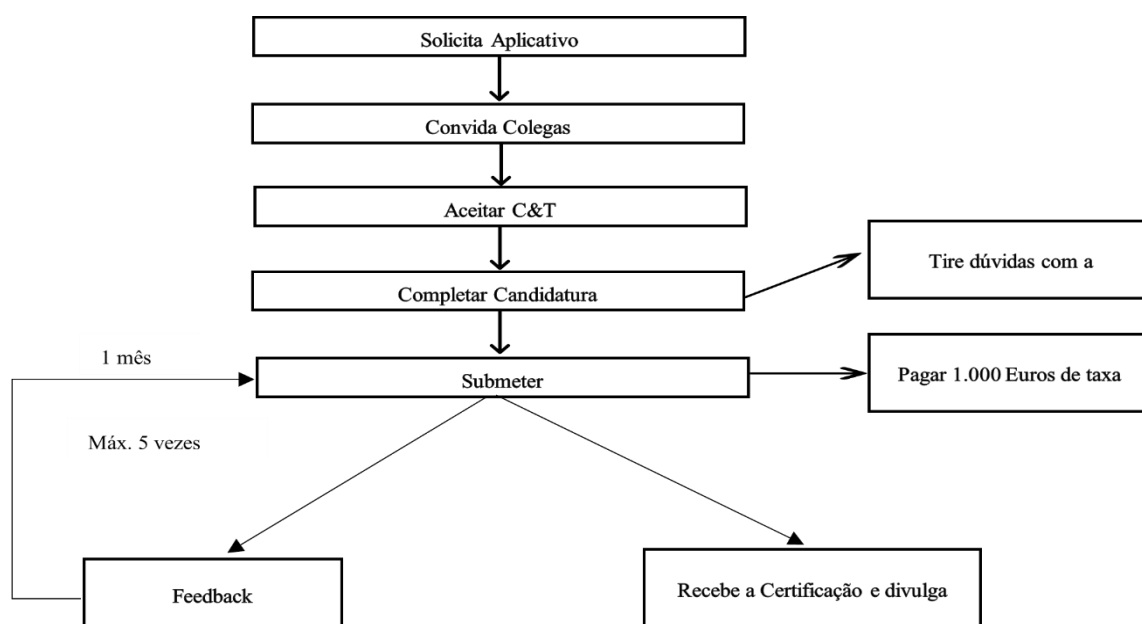 Solicita Aplicativo
Convida Colegas
Aceitar C&T
Tire dúvidas com a
Completar Candidatura
1 mês
Submeter
Pagar 1.000 Euros de taxa
Máx. 5 vezes
Feedback
Recebe a Certificação e divulga